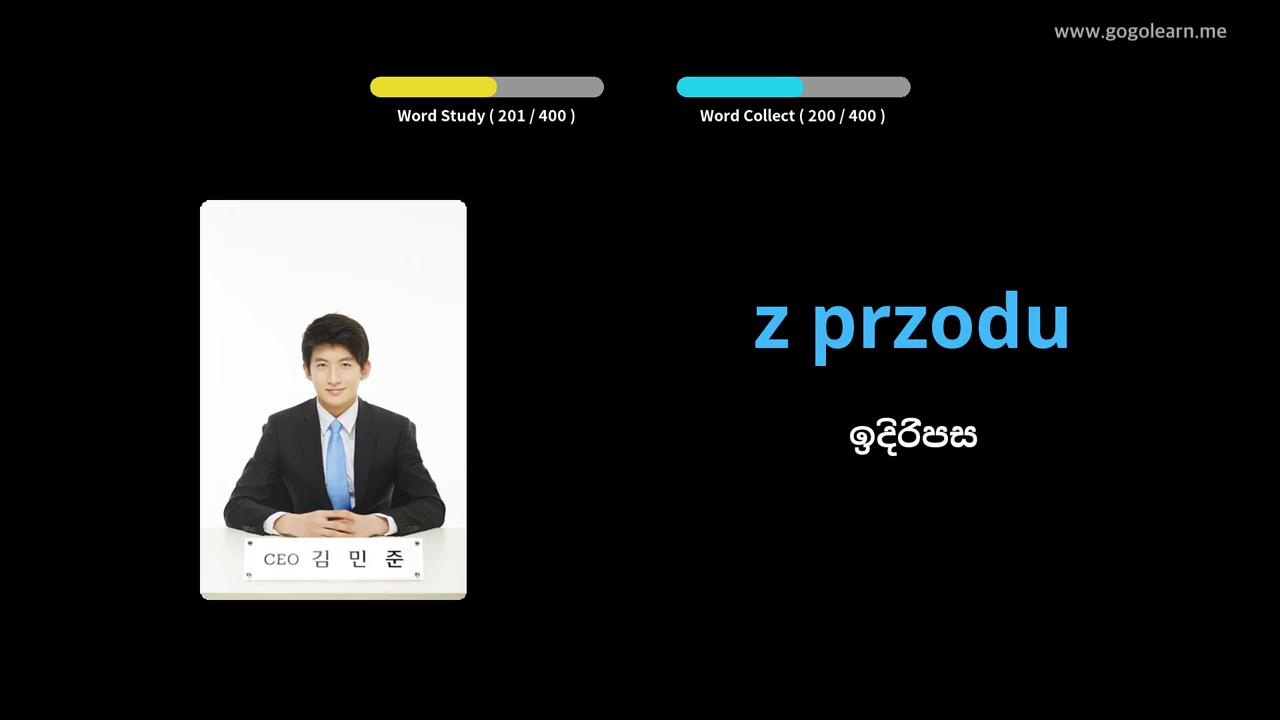 www.gogolearn.me
Word Study ( 201 / 400 )
Word Collect ( 200 / 400 )
z przodu
ඉදිරිපස
CEO 김 민 준